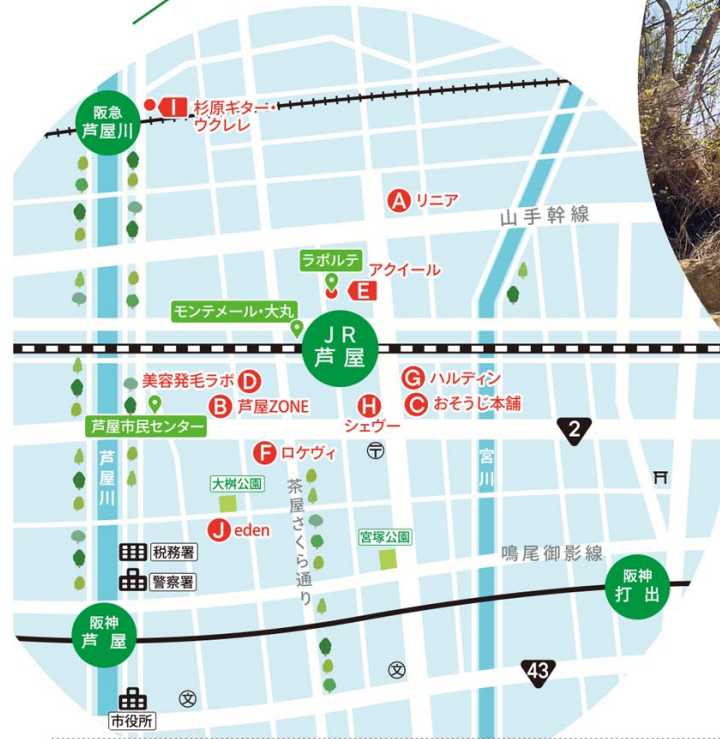 阪急
芦屋川
I 杉原ギター・
ウクレレ
A リニア
山手幹線
ラポルテ
アクイール
E
モンテメール・大丸
JR
芦屋
美容発毛ラボ D
G ハルディン
B 芦屋ZONE
H
シェヴー
C おそうじ本舗
芦屋市民センター
2
F ロケヴィ
〒
芦屋川
宮川
大桝公園
茶屋さくら通り
J eden
宮塚公園
税務署
鳴尾御影線
警察署
阪神
打出
阪神
芦屋
文
43
文
市役所